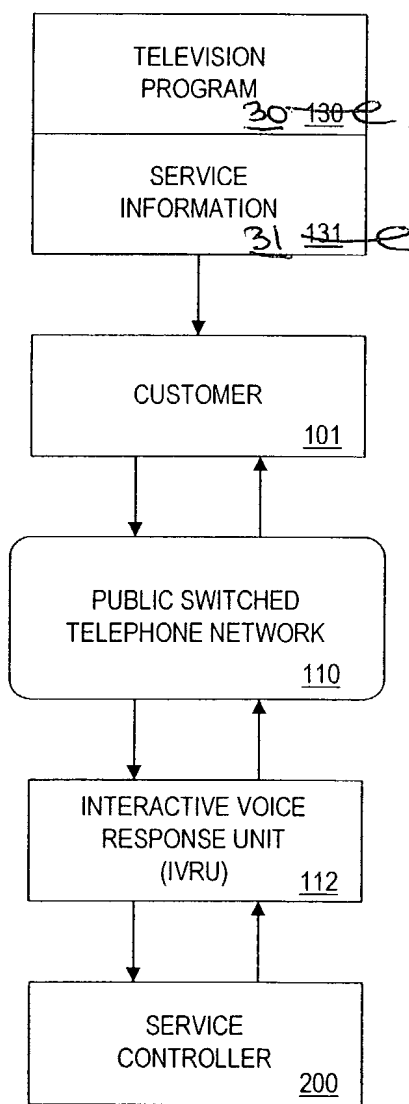 TELEVISION
PROGRAM
30 130
SERVICE
INFORMATION
31 131
CUSTOMER
101
PUBLIC SWITCHED
TELEPHONE NETWORK
110
INTERACTIVE VOICE
RESPONSE UNIT
(IVRU)
112
SERVICE
CONTROLLER
200